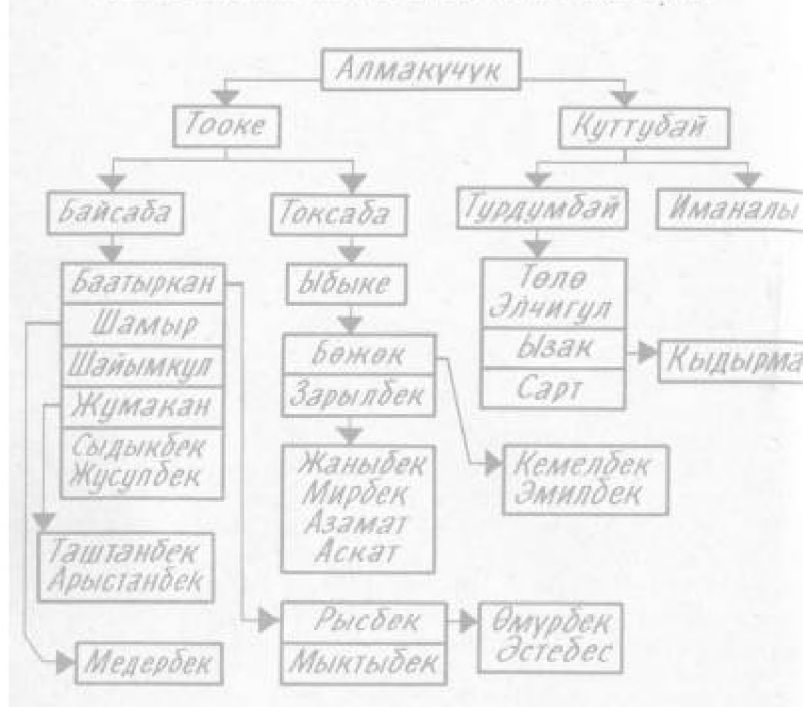 Алмакүчүк
Тооке
Куттубай
Байсаба
Токсаба
Турдумбай
Иманалы
Баатыркан
Шамыр
Шайымкул
Жумакан
Сыдыкбек
Жусупбек
Ыбыке
Бөжөк
Зарылбек
Төлө
Элчигул
Ызак
Сарт
Кыдырма
Жаныбек
Мирбек
Азамат
Аскат
Кемелбек
Эмилбек
Таштанбек
Арыстанбек
Медербек
Рысбек
Мыктыбек
Өмүрбек
Эстебес